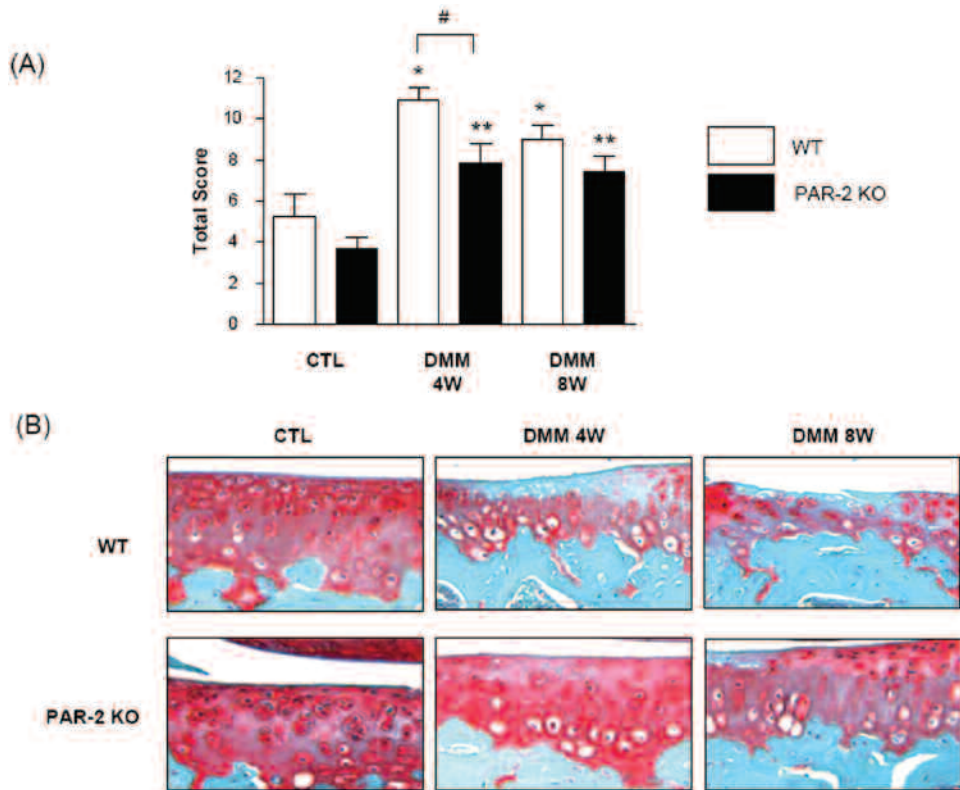 (A)
#
Total Score
12
10
8
6
4
2
0
*
**
*
**
CTL
DMM
4W
DMM
8W
WT
PAR-2 KO
(B)
CTL
DMM 4W
DMM 8W
WT
PAR-2 KO